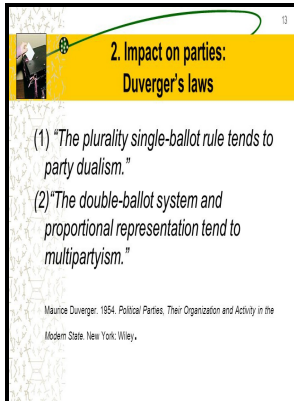 13
2. Impact on parties:
Duverger's laws
(1) “The plurality single-ballot rule tends to
party dualism.”
(2)“The double-ballot system and
proportional representation tend to
multipartyism.”
Maurice Duverger. 1954. Political Parties, Their Organization and Activity in the
Modern State. New York: Wiley.